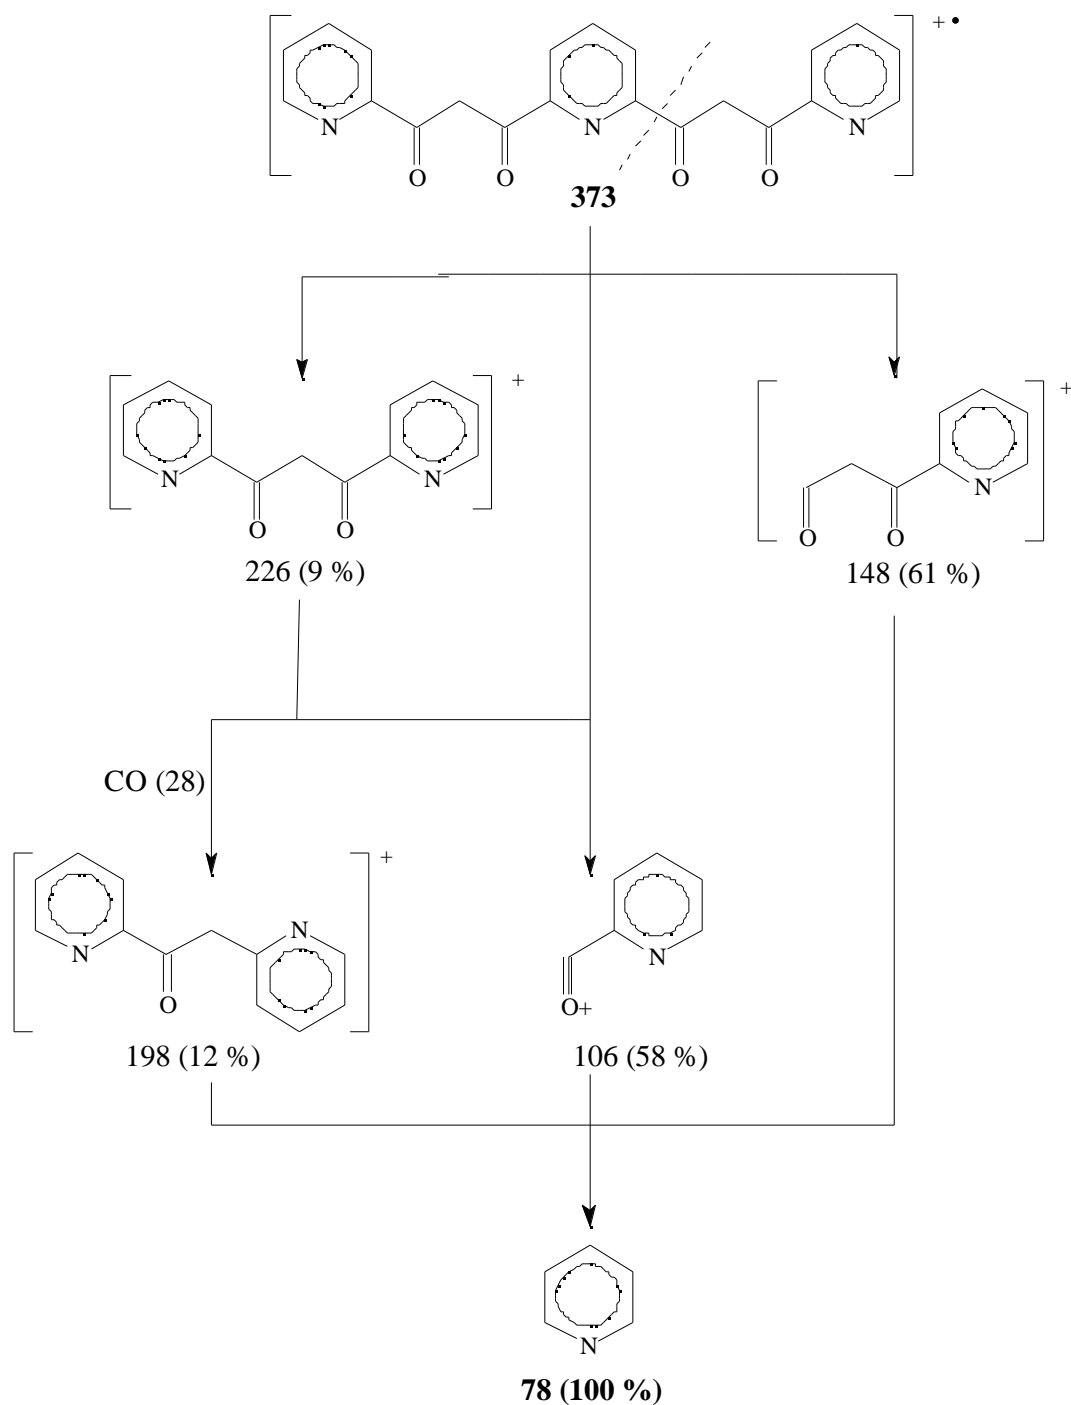 + •
N N N
O O O O
373
+ +
N N N
O O O O
226 (9 %) 148 (61 %)
CO (28)
+
N N N
O O+
198 (12 %) 106 (58 %)
N
78 (100 %)